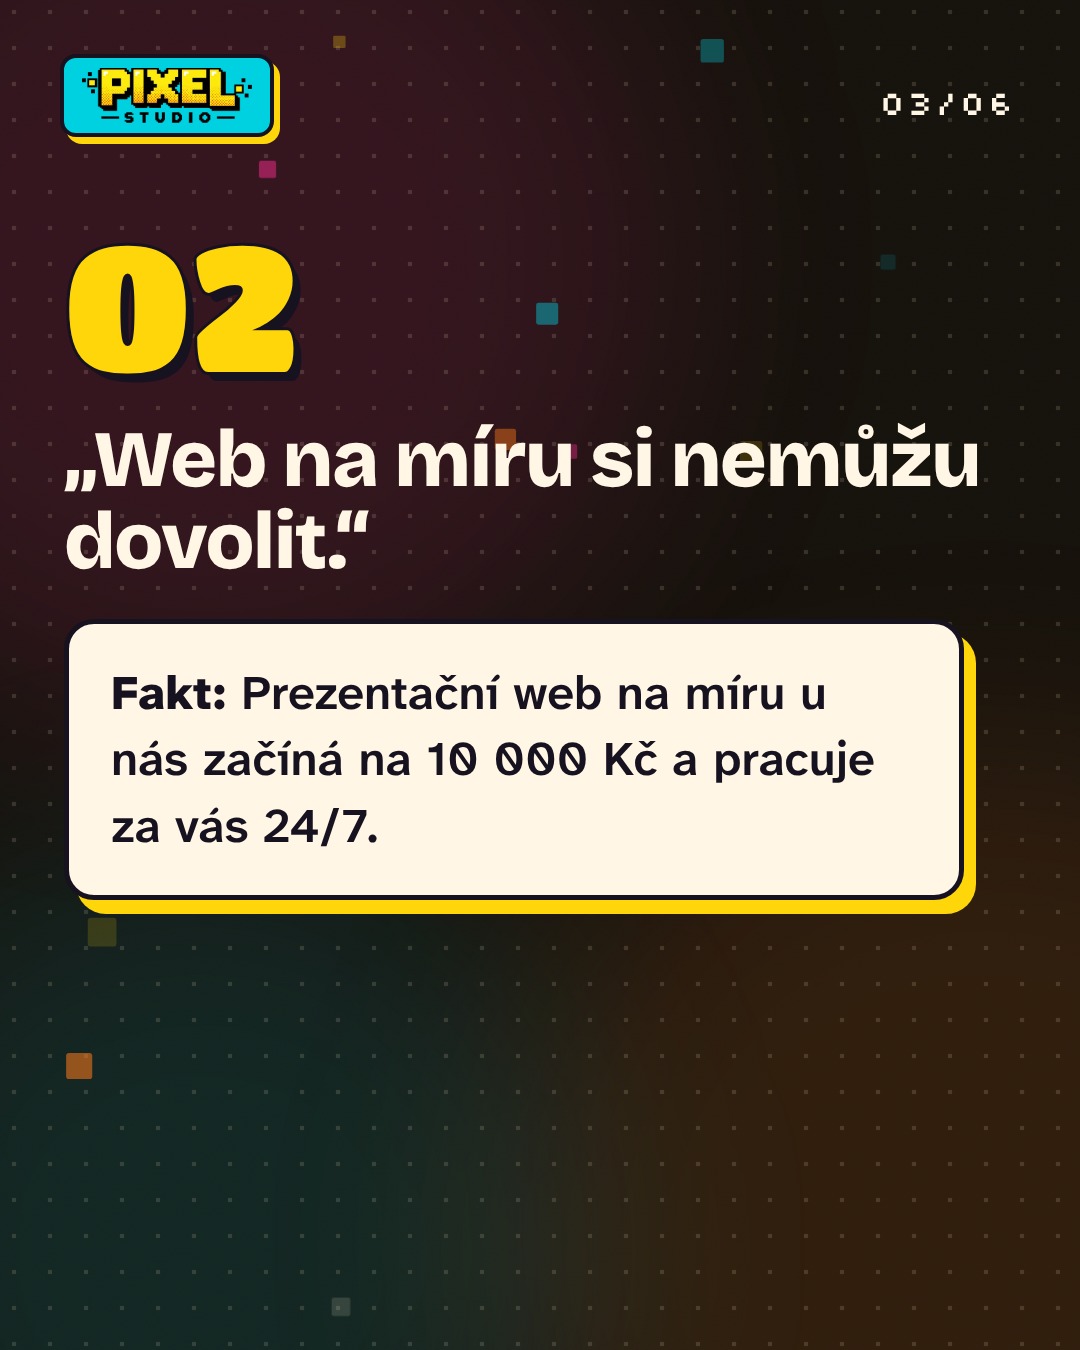 PIXEL
STUDIO
03/06
02
„Web na míru si nemůžu
dovolit.“
Fakt: Prezentační web na míru u
nás začíná na 10 000 Kč a pracuje
za vás 24/7.